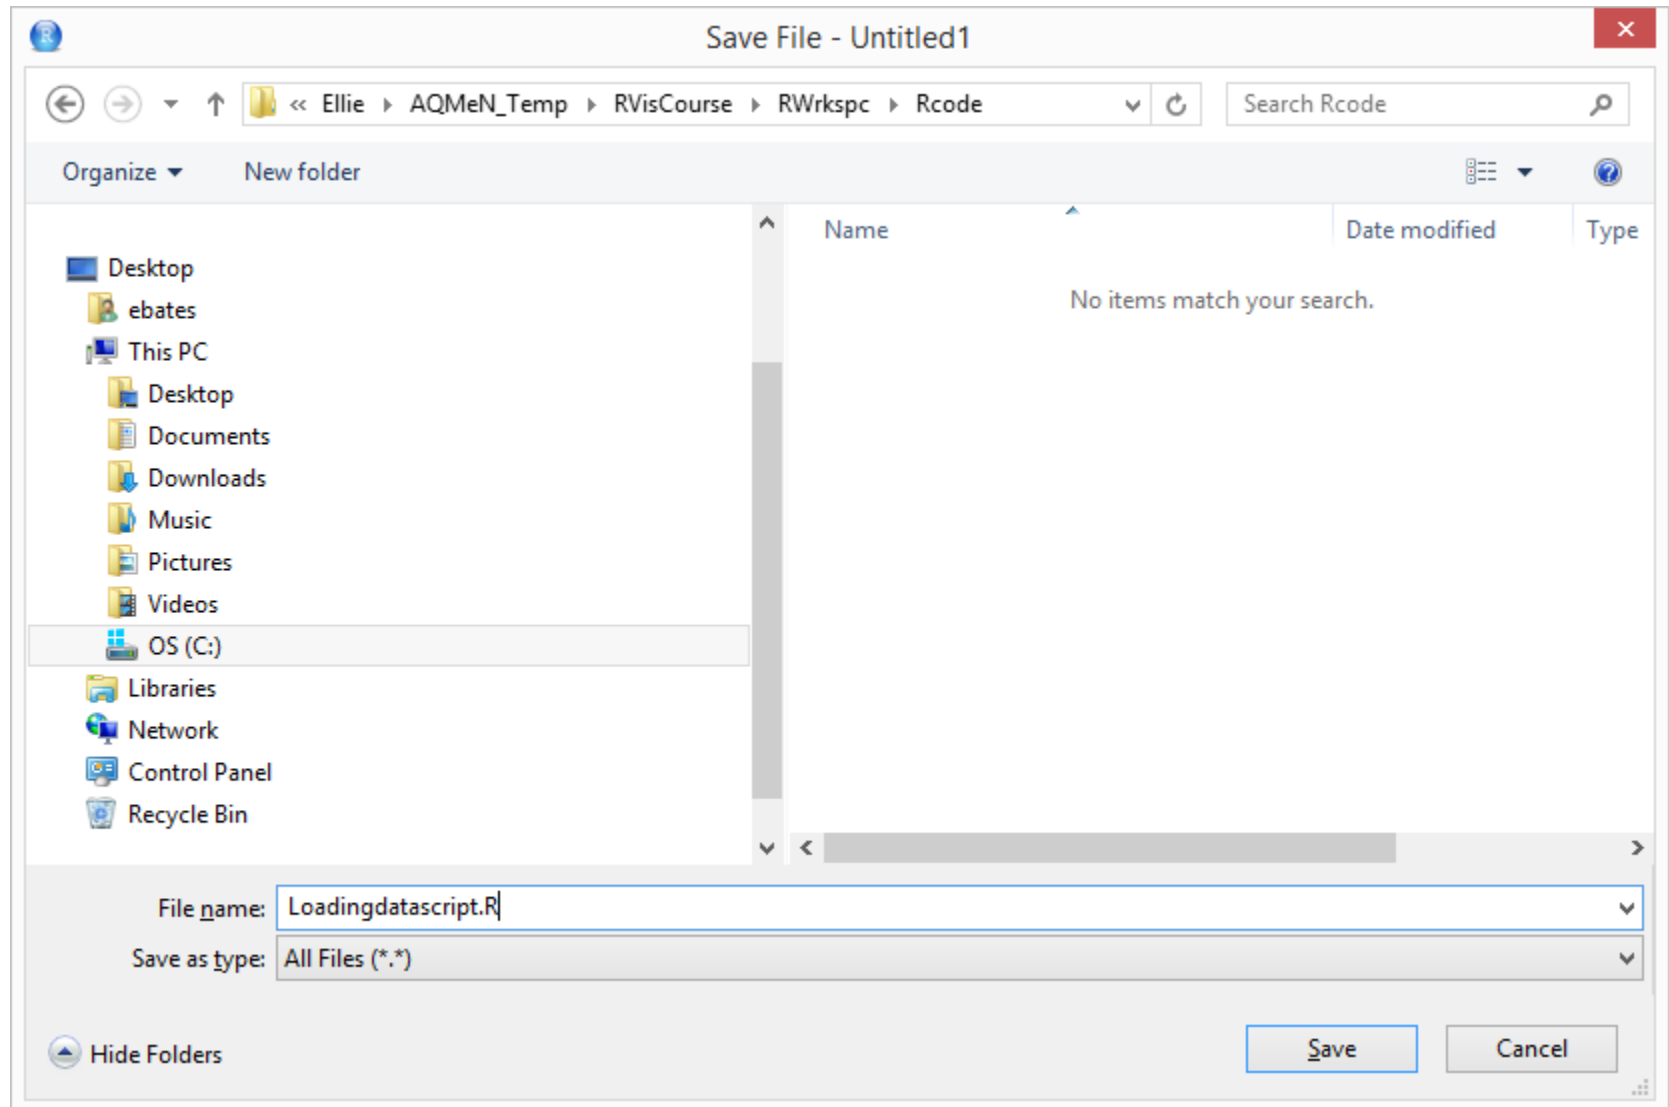 Save File - Untitled1
« Ellie AQMeN_Temp RVisCourse RWrkspc Rcode Search Rcode
Organize New folder
Name Date modified Type
No items match your search.
Desktop
ebates
This PC
Desktop
Documents
Downloads
Music
Pictures
Videos
OS (C:)
Libraries
Network
Control Panel
Recycle Bin
File name: Loadingdatascript.R
Save as type: All Files (*.*)
Hide Folders Save Cancel